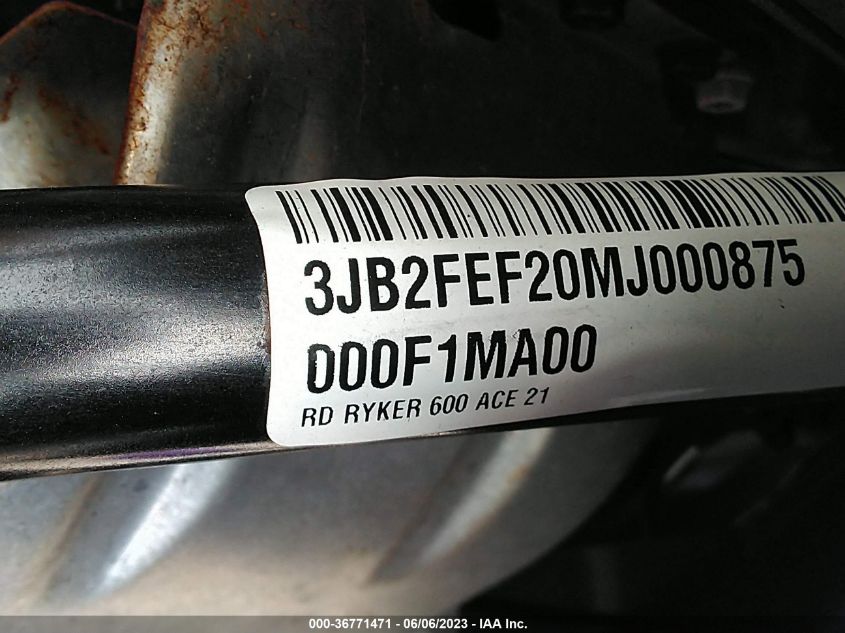 3JB2FEF20MJ000875
000F1MA00
RD RYKER 600 ACE 21
000-36771471 - 06/06/2023 - IAA Inc.